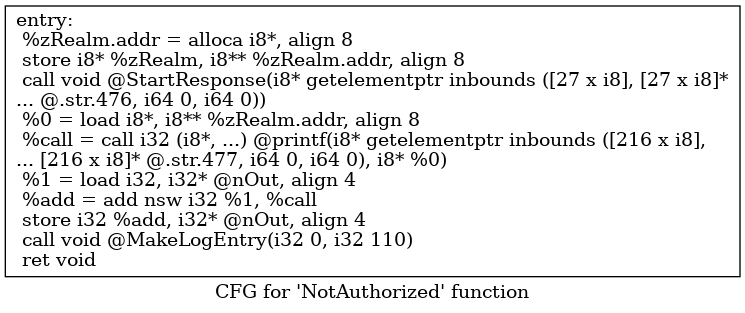 entry:
%zRealm.addr = alloca i8*, align 8
store i8* %zRealm, i8** %zRealm.addr, align 8
call void @StartResponse(i8* getelementptr inbounds ([27 x i8], [27 x i8]*
... @.str.476, i64 0, i64 0))
%0 = load i8*, i8** %zRealm.addr, align 8
%call = call i32 (i8*, ...) @printf(i8* getelementptr inbounds ([216 x i8],
... [216 x i8]* @.str.477, i64 0, i64 0), i8* %0)
%1 = load i32, i32* @nOut, align 4
%add = add nsw i32 %1, %call
store i32 %add, i32* @nOut, align 4
call void @MakeLogEntry(i32 0, i32 110)
ret void
CFG for 'NotAuthorized' function